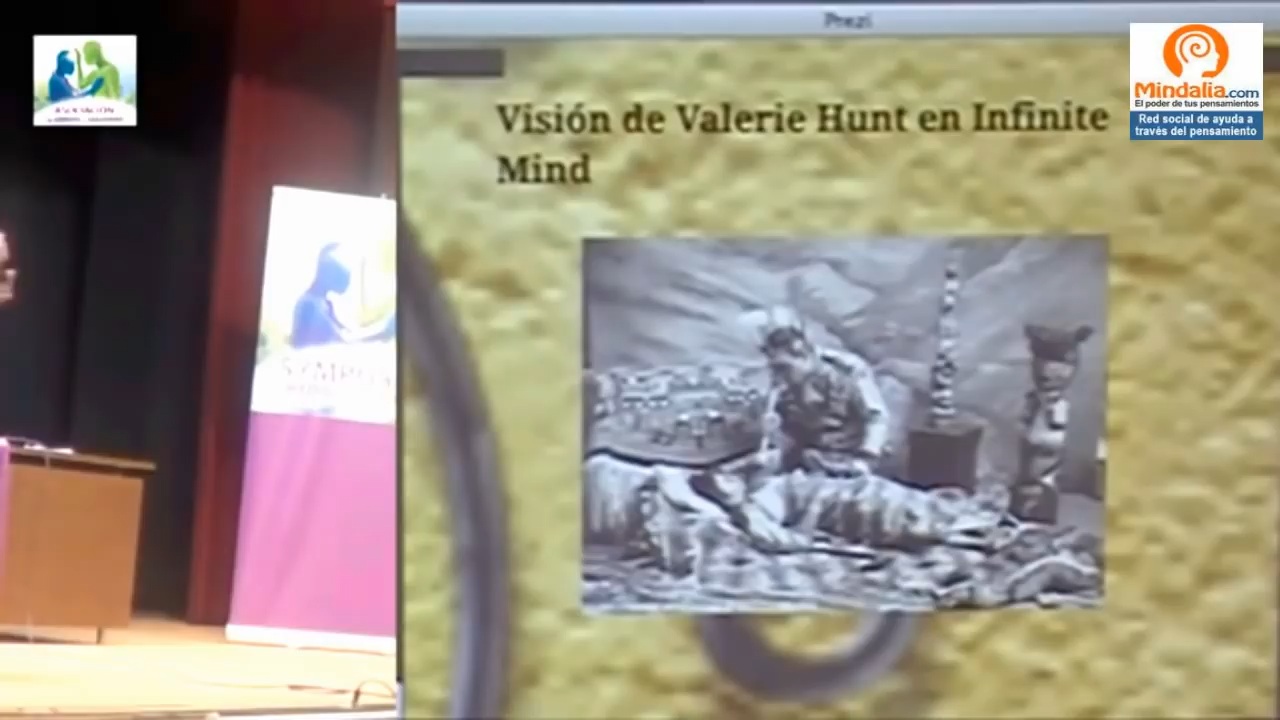 Prezi
Visión de Valerie Hunt en Infinite
Mind
Mindalia.com
El poder de tus pensamientos
Red social de ayuda a
través del pensamiento